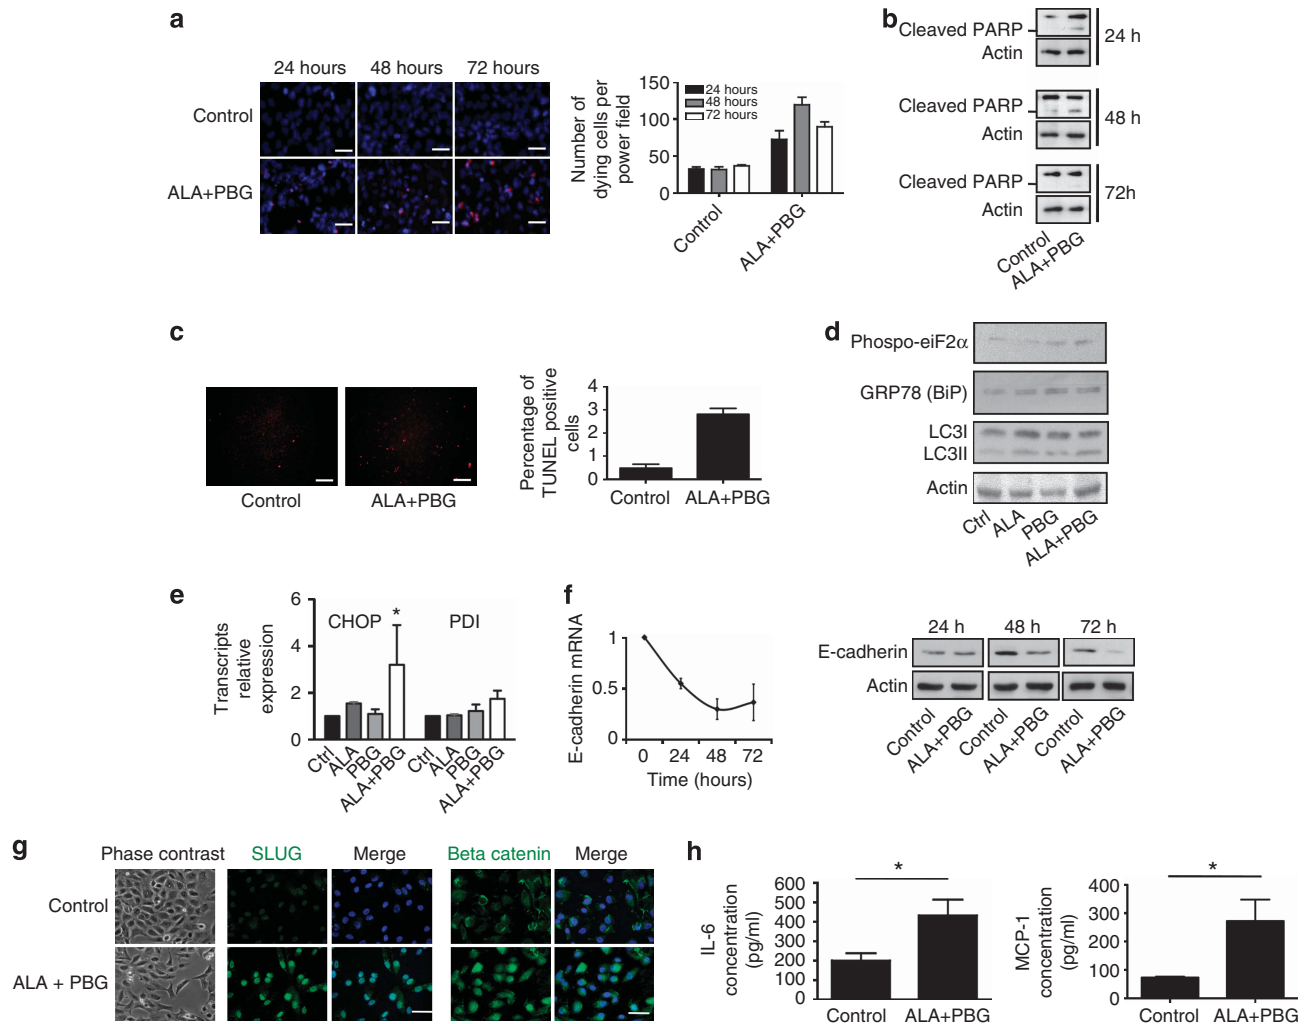 a
24 hours 48 hours 72 hours
Control
ALA+PBG
Number of
dying cells per
power field
150
100
50
0
24 hours
48 hours
72 hours
Control
ALA+PBG
b
Cleaved PARP
Actin
24 h
Cleaved PARP
Actin
48 h
Cleaved PARP
Actin
72h
Control
ALA+PBG
c
Control
ALA+PBG
Percentage of
TUNEL positive
cells
4
3
2
1
0
Control
ALA+PBG
d
Phospo-eiF2α
GRP78 (BiP)
LC3I
LC3II
Actin
Ctrl
ALA
PBG
ALA+PBG
e
Transcripts
relative
expression
6
4
2
0
CHOP
*
PDI
Ctrl
ALA
PBG
ALA+PBG
Ctrl
ALA
PBG
ALA+PBG
f
E-cadherin mRNA
1
0.5
0
0 24 48 72
Time (hours)
24 h 48 h 72 h
E-cadherin
Actin
Control
ALA+PBG
Control
ALA+PBG
Control
ALA+PBG
g
Phase contrast SLUG Merge Beta catenin Merge
Control
ALA + PBG
h
IL-6
concentration
(pg/ml)
600
500
400
300
200
100
0
*
Control
ALA+PBG
MCP-1
concentration
(pg/ml)
400
300
200
100
0
*
Control
ALA+PBG